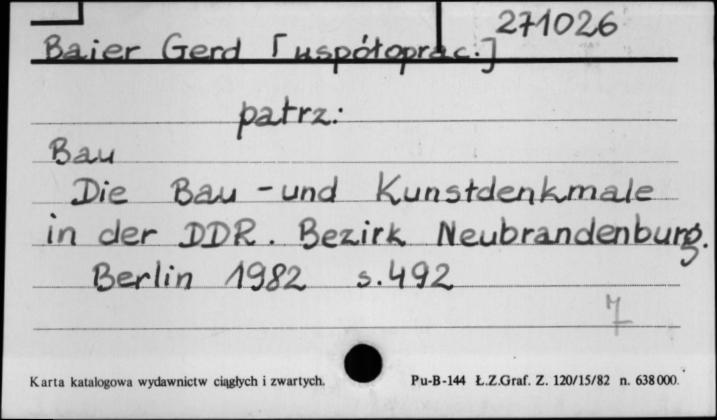 271026
Baier Gerd [współoprac.]
patrz:
Bau
Die Bau-und Kunstdenkmale
in der DDR. Bezirk Neubrandenburg.
Berlin 1982 s.492
7
Karta katalogowa wydawnictw ciągłych i zwartych. Pu-B-144 Ł.Z.Graf. Z. 120/15/82 n. 638000.